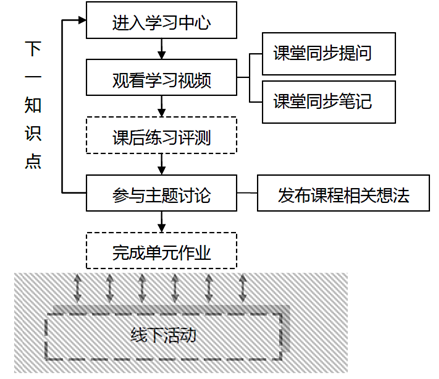 进入学习中心
下一知识点
观看学习视频
课堂同步提问
课堂同步笔记
课后练习评测
参与主题讨论
发布课程相关想法
完成单元作业
线下活动